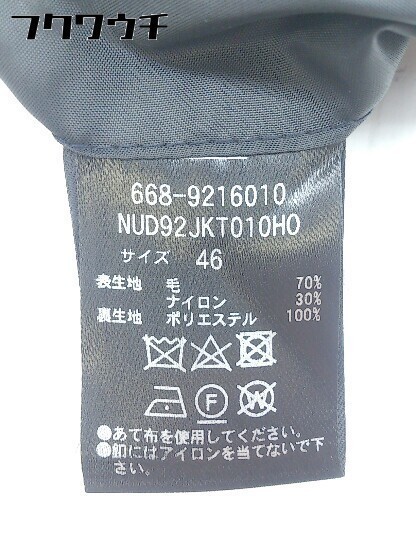 フクウクチ
668-9216010
NUD92JKT010HO
サイズ 46
表生地 毛 70%
ナイロン 30%
裏生地 ポリエステル 100%
F W
●あて布を使用してください。
●釦にはアイロンを当てないで下
さい。